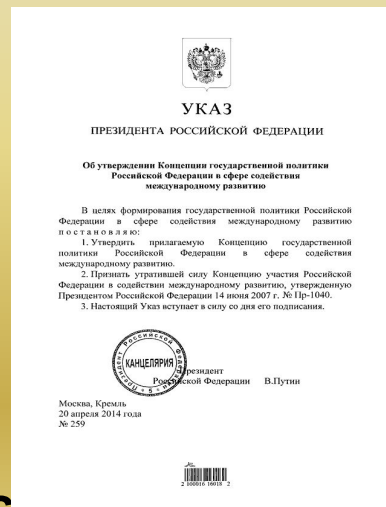 УКАЗ
ПРЕЗИДЕНТА РОССИЙСКОЙ ФЕДЕРАЦИИ
Об утверждении Концепции государственной политики
Российской Федерации в сфере содействия
международному развитию
В целях формирования государственной политики Российской
Федерации в сфере содействия международному развитию
постановляю:
1. Утвердить прилагаемую Концепцию государственной
политики Российской Федерации в сфере содействия
международному развитию.
2. Признать утратившей силу Концепцию участия Российской
Федерации в содействии международному развитию, утвержденную
Президентом Российской Федерации 14 июня 2007 г. № Пр-1040.
3. Настоящий Указ вступает в силу со дня его подписания.
Президент
Российской Федерации В.Путин
КАНЦЕЛЯРИЯ
Президент Российской
5
Москва, Кремль
20 апреля 2014 года
№ 259
2 100016 16018 2